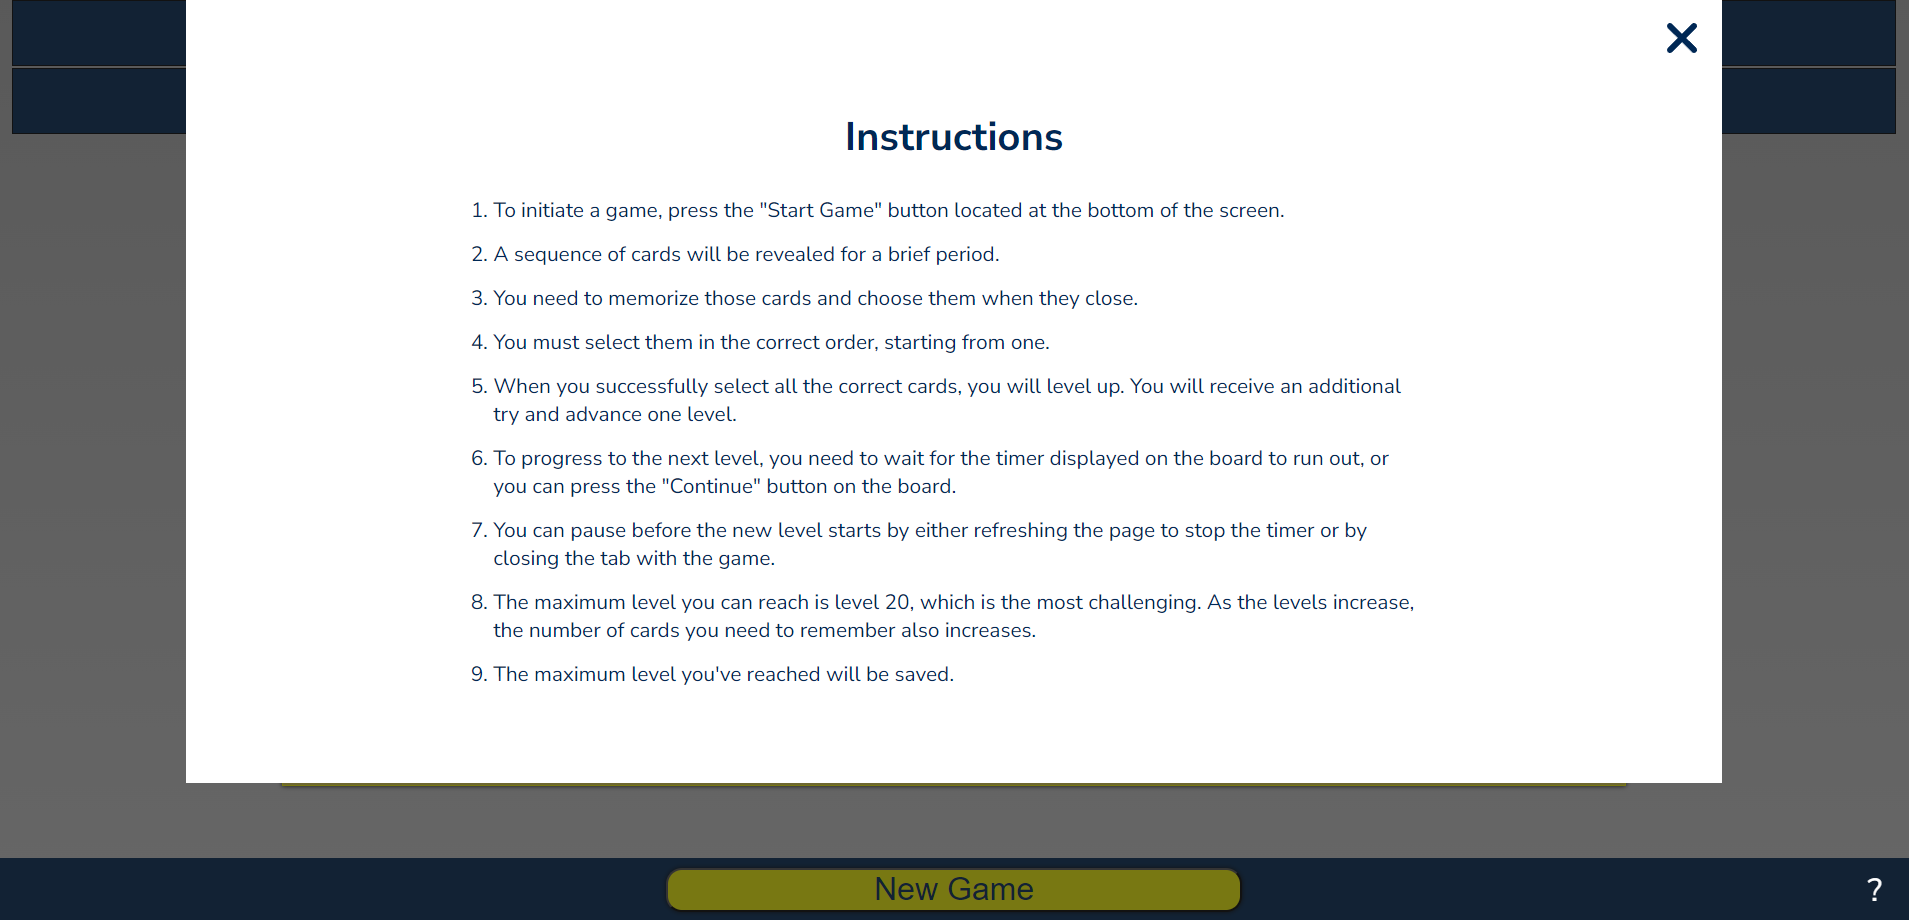 Instructions
1. To initiate a game, press the "Start Game" button located at the bottom of the screen.
2. A sequence of cards will be revealed for a brief period.
3. You need to memorize those cards and choose them when they close.
4. You must select them in the correct order, starting from one.
5. When you successfully select all the correct cards, you will level up. You will receive an additional
try and advance one level.
6. To progress to the next level, you need to wait for the timer displayed on the board to run out, or
you can press the "Continue" button on the board.
7. You can pause before the new level starts by either refreshing the page to stop the timer or by
closing the tab with the game.
8. The maximum level you can reach is level 20, which is the most challenging. As the levels increase,
the number of cards you need to remember also increases.
9. The maximum level you've reached will be saved.
New Game
?